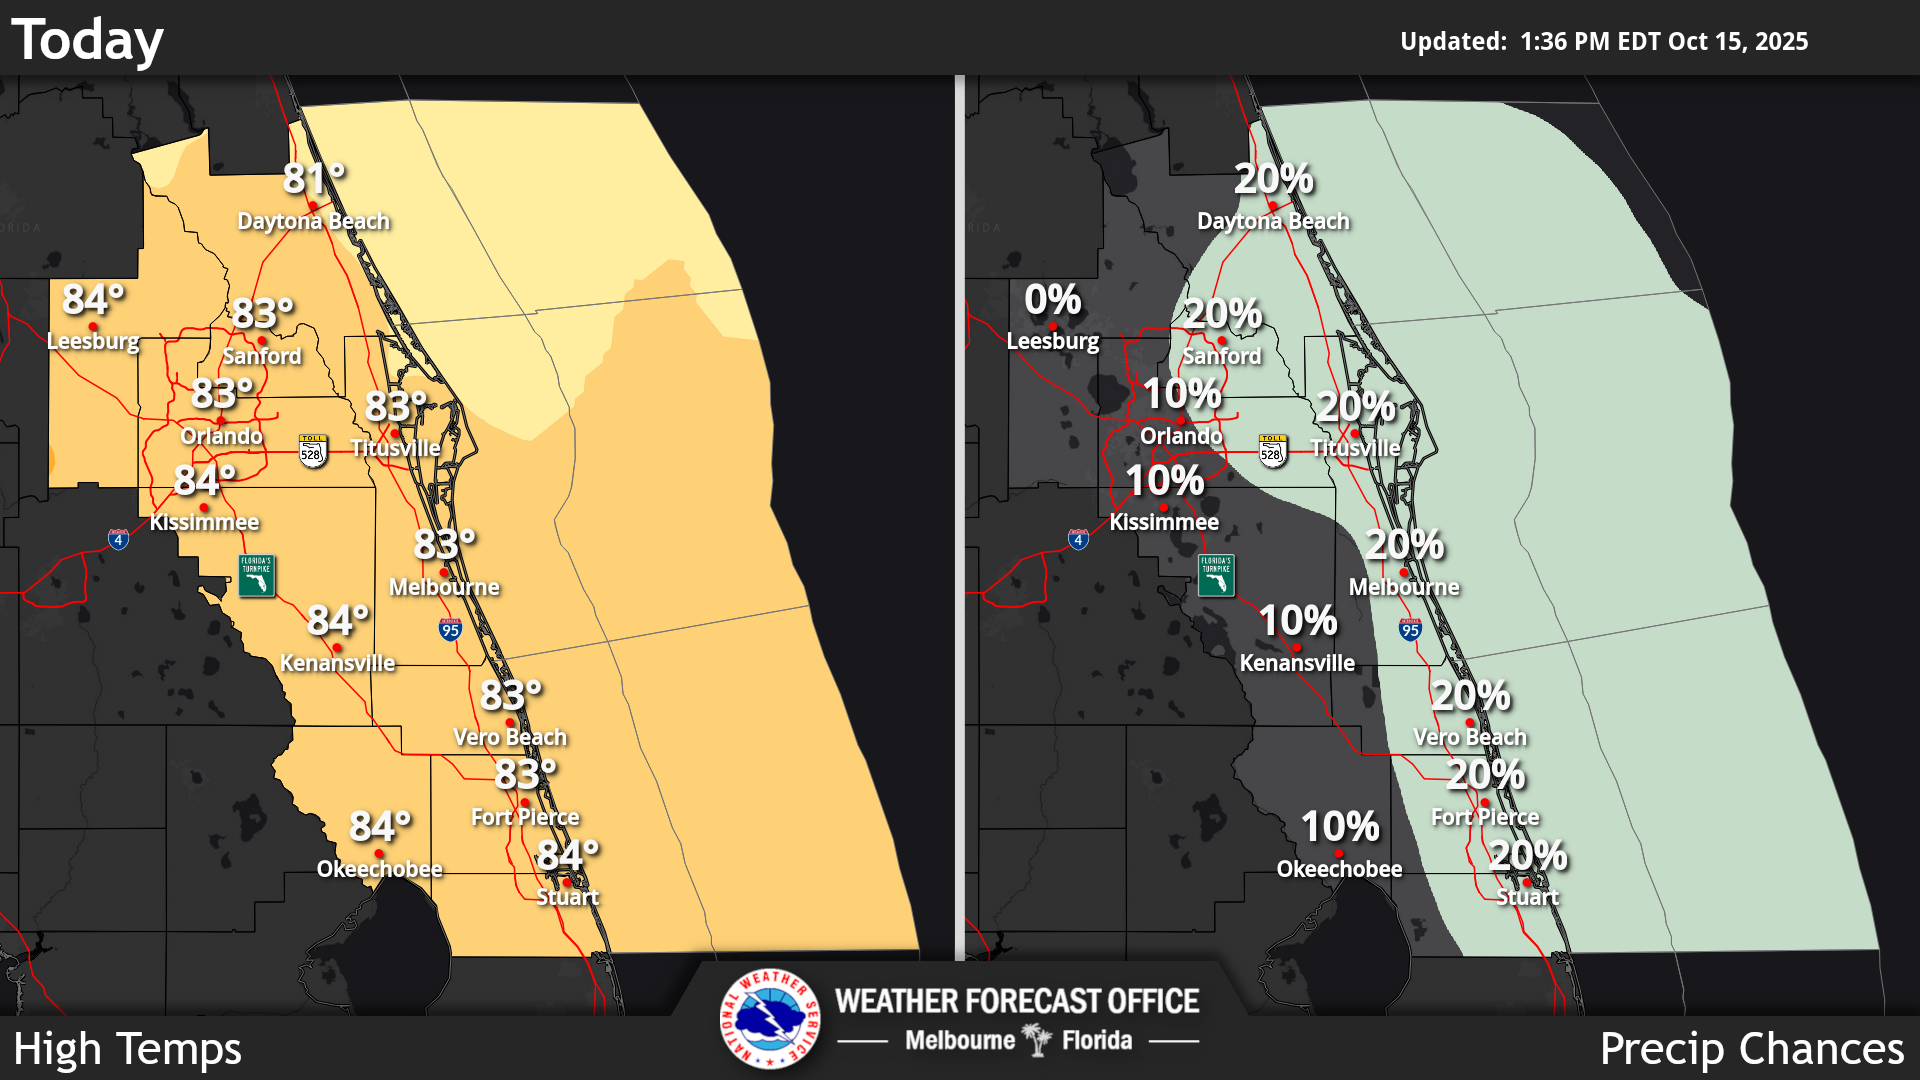 Today
Updated:  1:36 PM EDT Oct 15, 2025
81°
Daytona Beach
84°
Leesburg
83°
Sanford
83°
Orlando
83°
Titusville
TOLL
528
84°
Kissimmee
4
FLORIDA'S
TURNPIKE
83°
Melbourne
84°
Kenansville
95
83°
Vero Beach
83°
Fort Pierce
84°
Okeechobee
84°
Stuart
20%
Daytona Beach
0%
Leesburg
20%
Sanford
10%
Orlando
20%
Titusville
TOLL
528
10%
Kissimmee
4
FLORIDA'S
TURNPIKE
20%
Melbourne
10%
Kenansville
95
20%
Vero Beach
20%
Fort Pierce
10%
Okeechobee
20%
Stuart
NATIONAL WEATHER SERVICE
WEATHER FORECAST OFFICE
Melbourne Florida
High Temps
Precip Chances